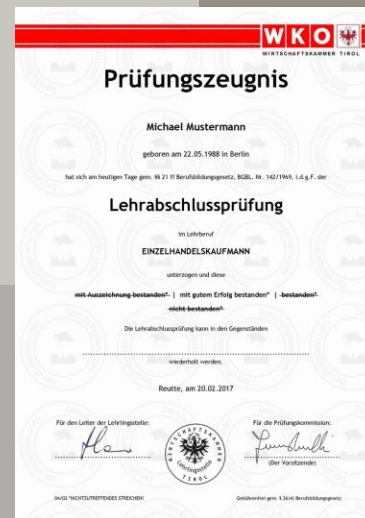 WKO
WIRTSCHAFTSKAMMER TIROL
Prüfungszeugnis
Michael Mustermann
geboren am 22.05.1988 in Berlin
hat sich am heutigen Tage gem. §§ 21 ff Berufsbildungsgesetz, BGBL. Nr. 142/1969, i.d.g.F. der
Lehrabschlussprüfung
im Lehrberuf
EINZELHANDELSKAUFMANN
unterzogen und diese
mit Auszeichnung bestanden* | mit gutem Erfolg bestanden* | bestanden*
nicht bestanden*
Die Lehrabschlussprüfung kann in den Gegenständen
wiederholt werden.
Reutte, am 20.02.2017
Für den Leiter der Lehrlingsstelle:
Für die Prüfungskommission:
WIRTSCHAFTSKAMMER
Lehrlingsstelle
TIROL
(Der Vorsitzende)
04/03 *NICHTZUTREFFENDES STREICHEN!
Gebührenfrei gem. § 26(4) Berufsbildungsgesetz